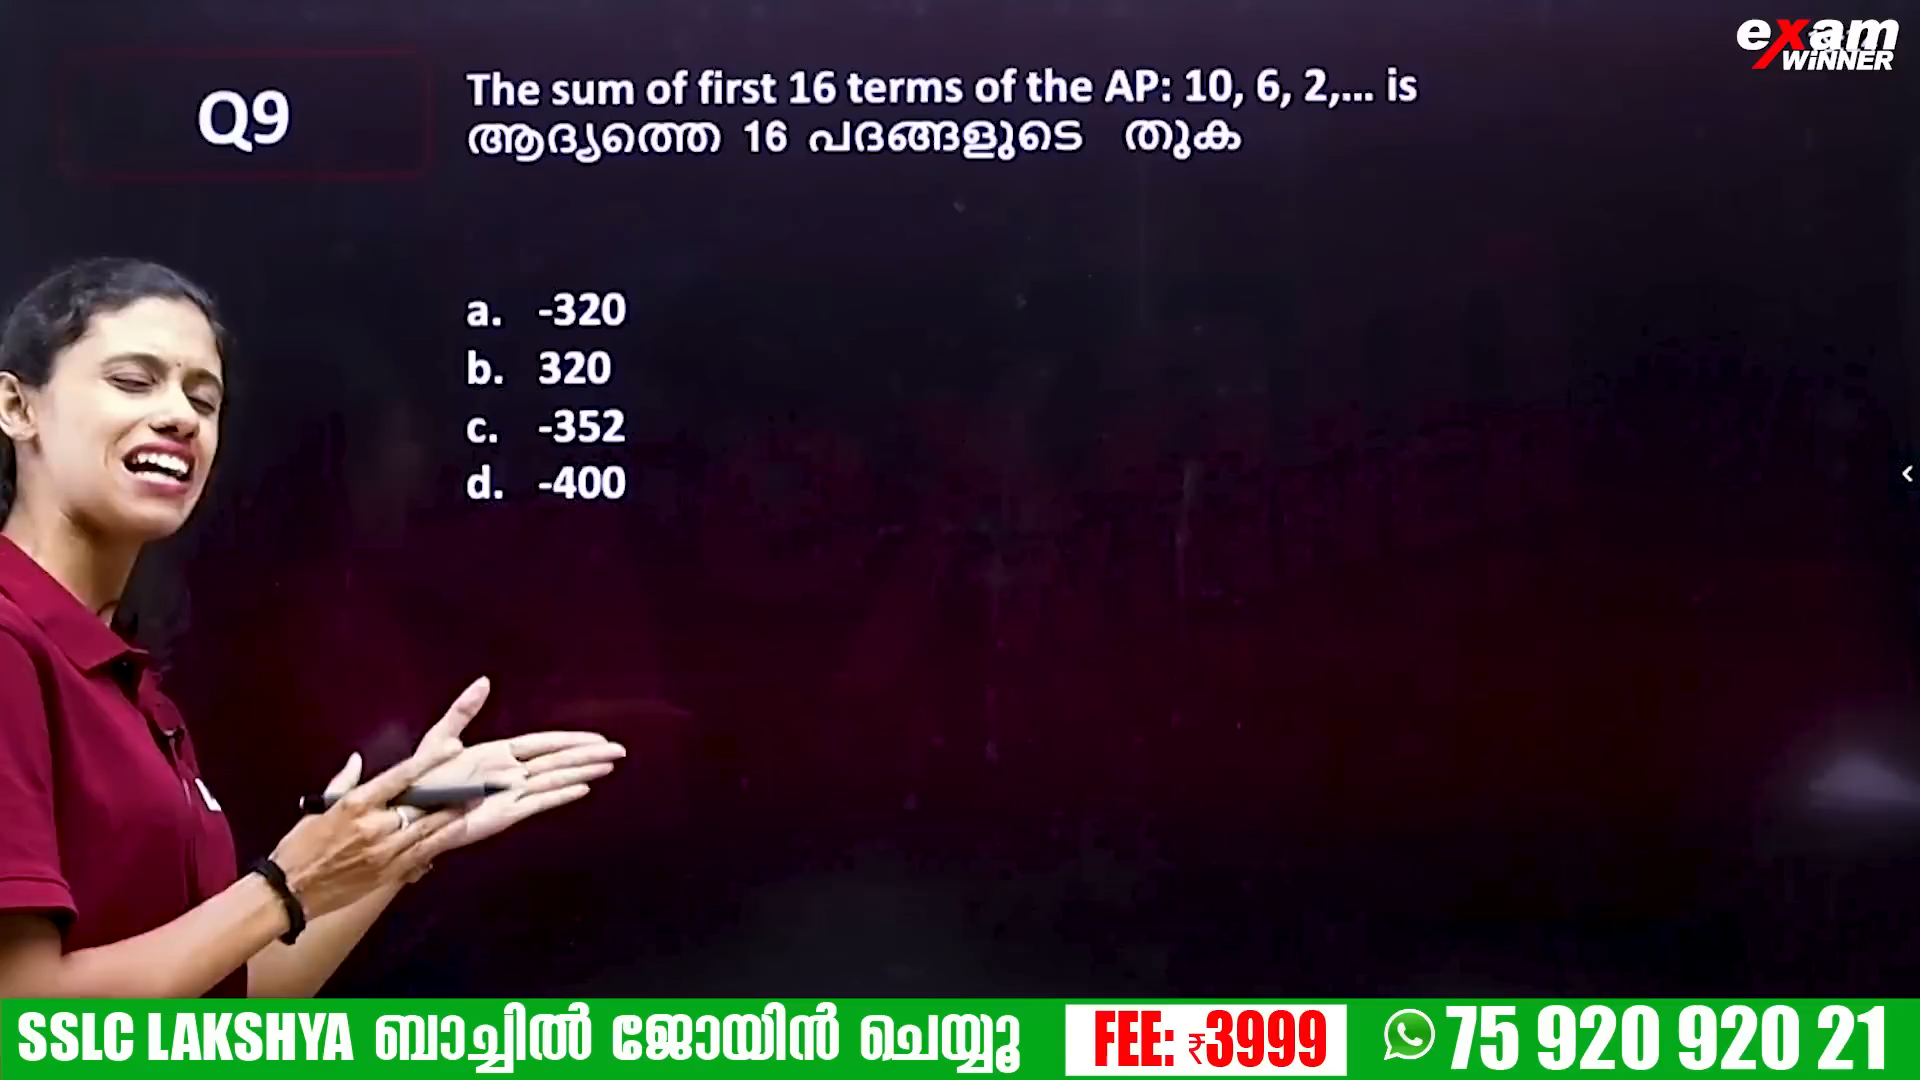 exam
WiNNER
Q9
The sum of first 16 terms of the AP: 10, 6, 2,... is
ആദ്യത്തെ 16 പദങ്ങളുടെ തുക
a. -320
b. 320
c. -352
d. -400
SSLC LAKSHYA ബാച്ചിൽ ജോയിൻ ചെയ്യൂ FEE: ₹3999 75 920 920 21